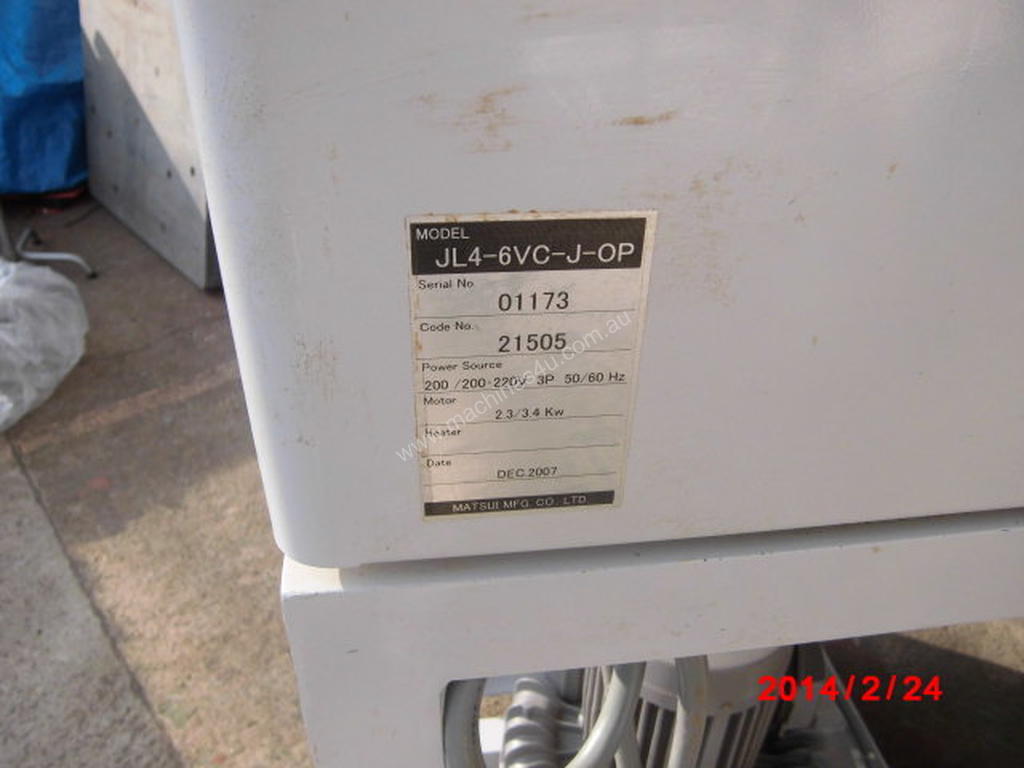 MODEL
JL4-6VC-J-OP
Serial No
01173
Code No.
21505
Power Source
200 /200-220V 3P 50/60 Hz
Motor
2.3/3.4 Kw
Heater
Date
DEC.2007
MATSUI MFG. CO., LTD.
www.machines4u.com.au
2014/2/24